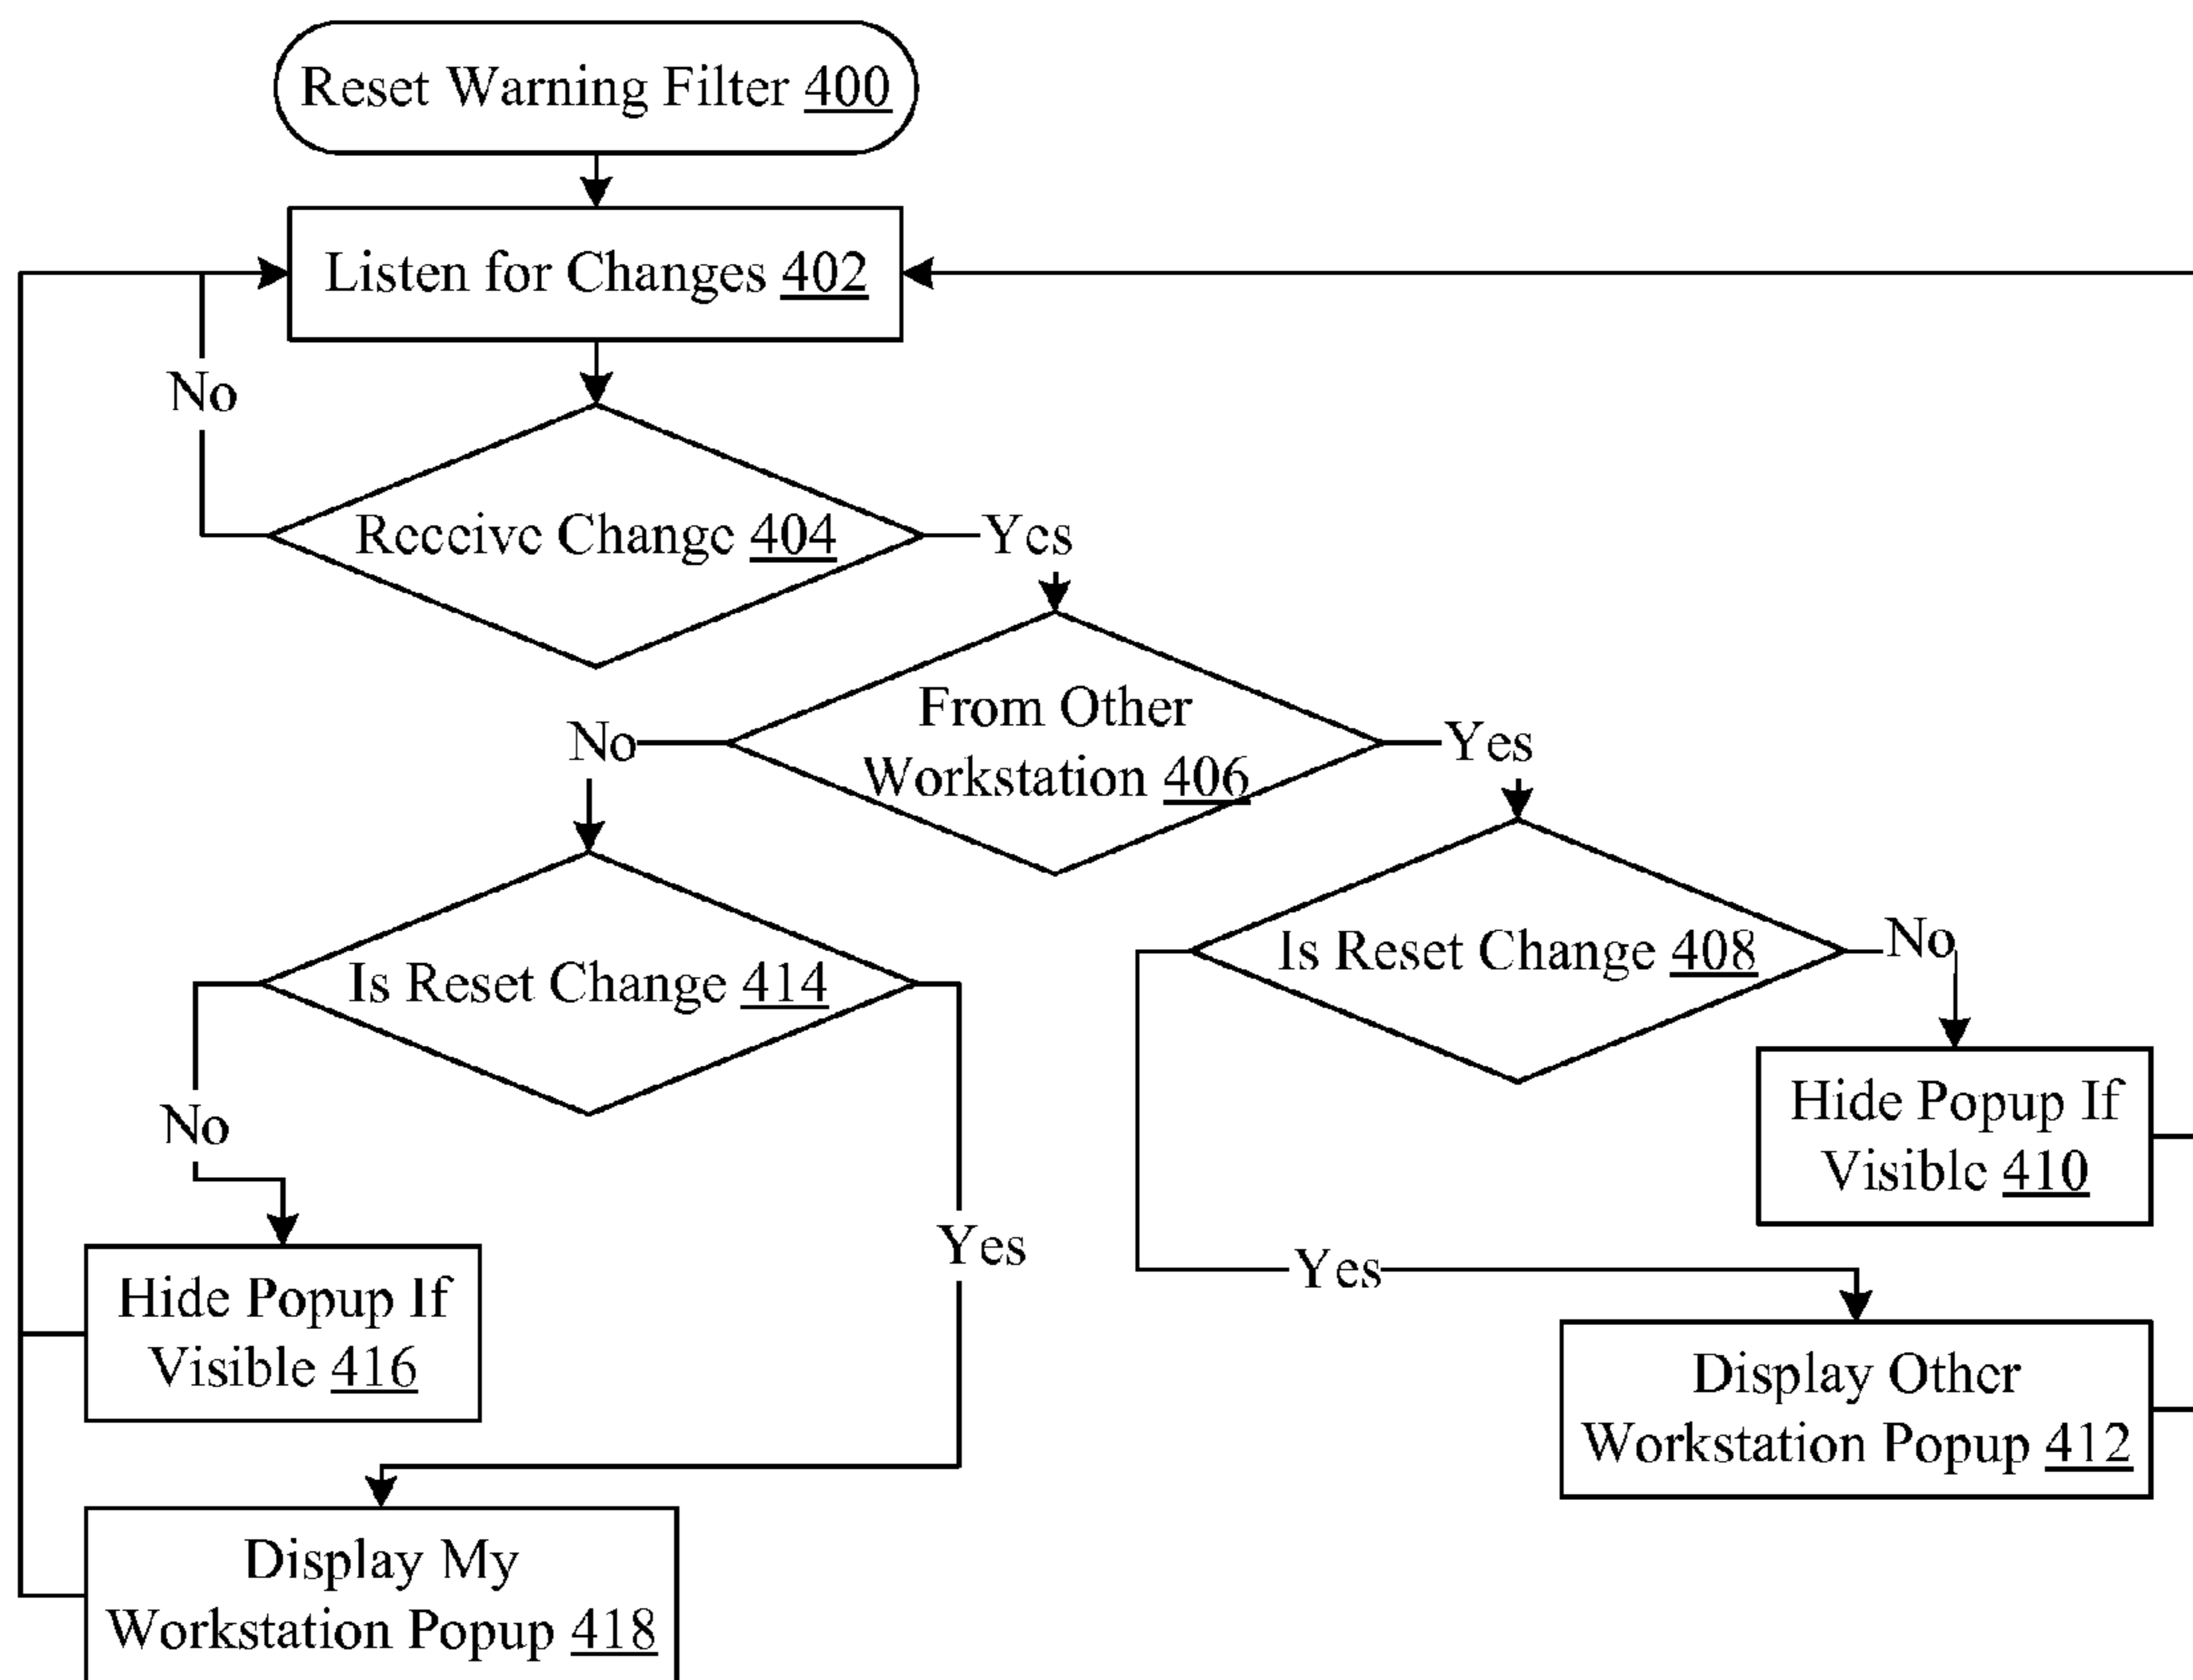 Reset Warning Filter 400
Listen for Changes 402
No
Receive Change 404
Yes
From Other
Workstation 406
No
Yes
Is Reset Change 408
No
Is Reset Change 414
Hide Popup If
Visible 410
No
Yes
Yes
Hide Popup If
Visible 416
Display Other
Workstation Popup 412
Display My
Workstation Popup 418